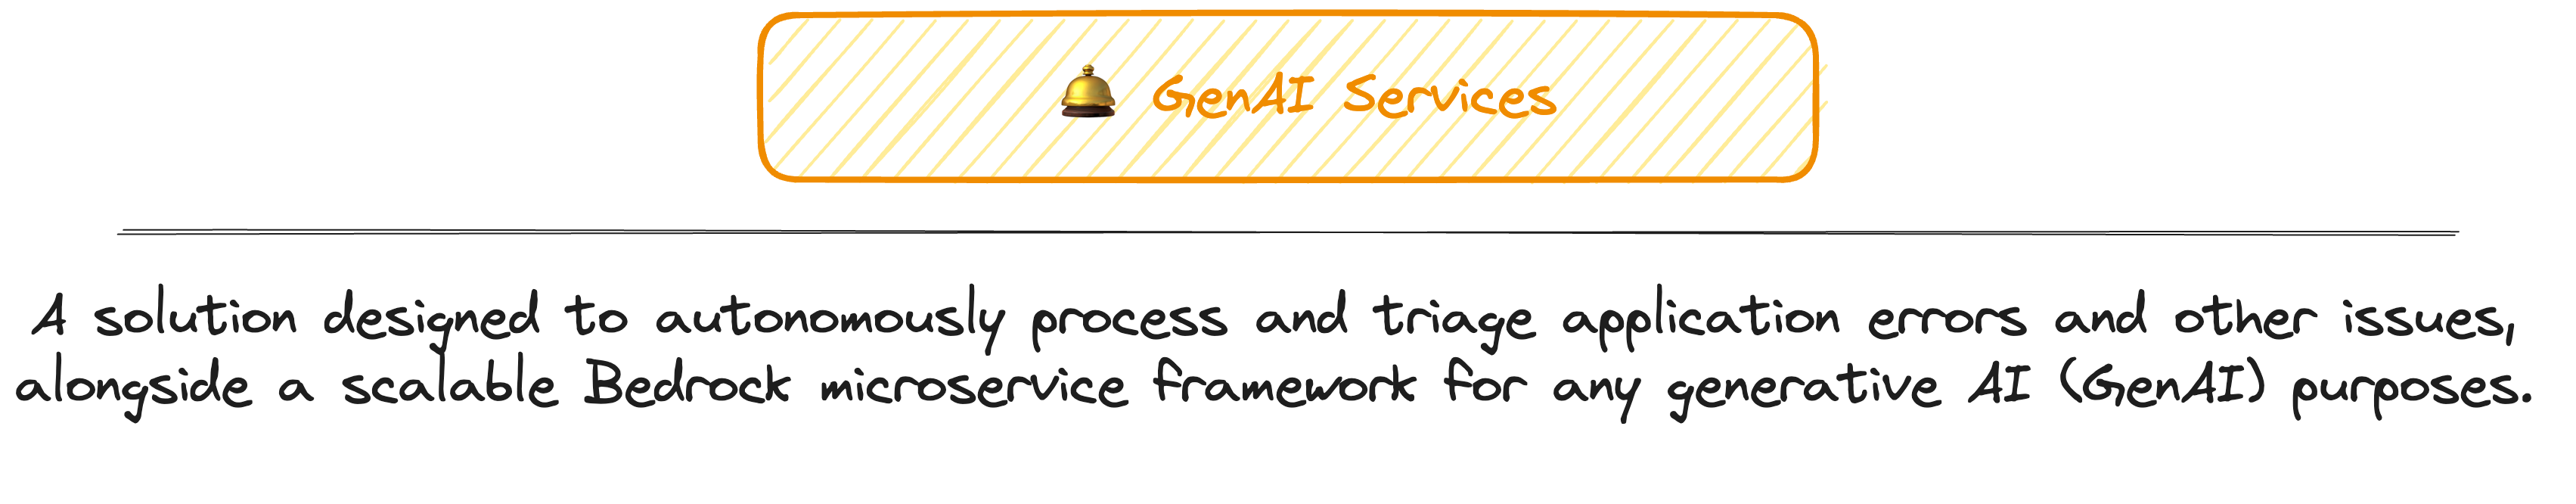 🛎️ GenAI Services
A solution designed to autonomously process and triage application errors and other issues,
alongside a scalable Bedrock microservice framework for any generative AI (GenAI) purposes.